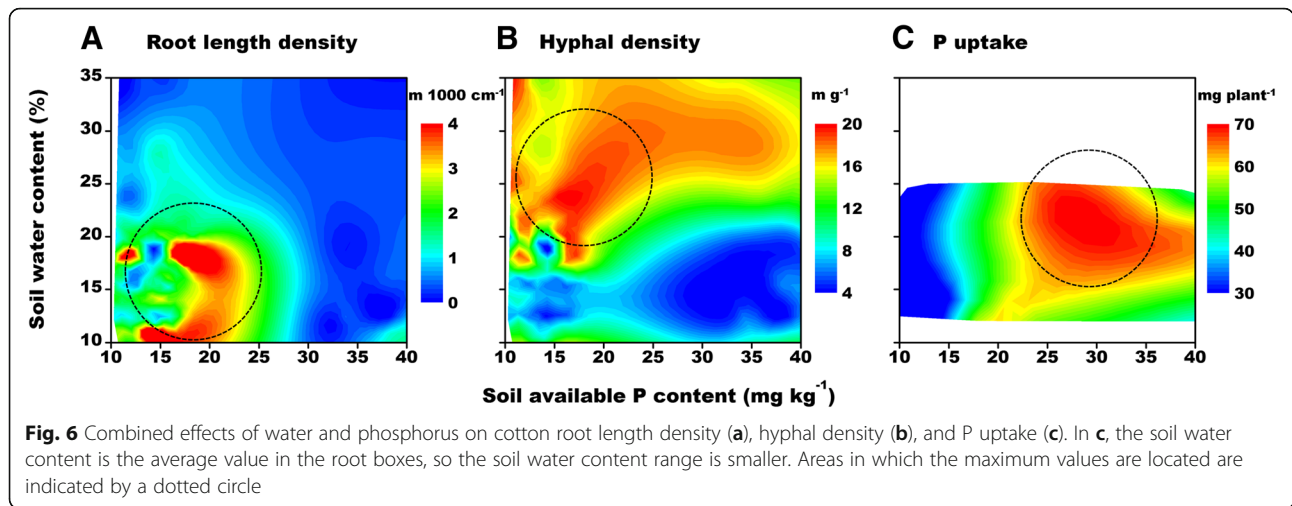 A Root length density
B Hyphal density
C P uptake
Soil water content (%)
35
30
25
20
15
10
10 15 20 25 30 35 40
m 1000 cm⁻¹
4
3
2
1
0
10 15 20 25 30 35 40
m g⁻¹
20
16
12
8
4
10 15 20 25 30 35 40
mg plant⁻¹
70
60
50
40
30
Soil available P content (mg kg⁻¹)
Fig. 6 Combined effects of water and phosphorus on cotton root length density (a), hyphal density (b), and P uptake (c). In c, the soil water
content is the average value in the root boxes, so the soil water content range is smaller. Areas in which the maximum values are located are
indicated by a dotted circle